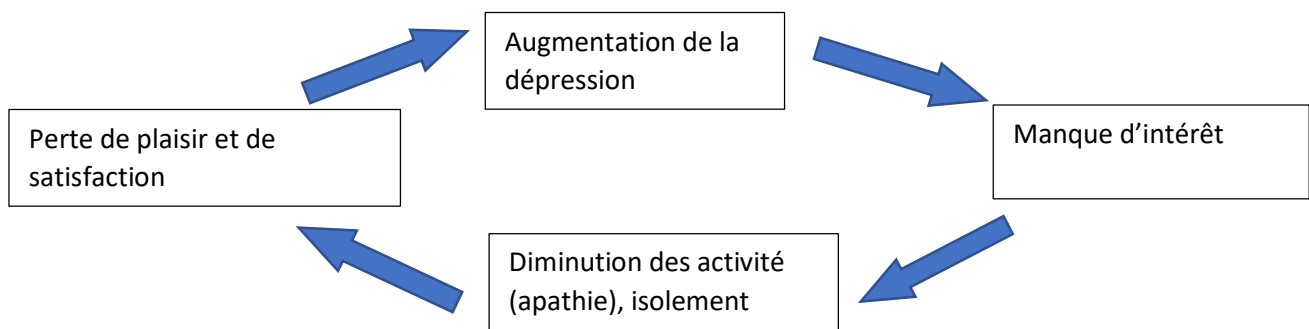 Augmentation de la
dépression
Perte de plaisir et de
satisfaction
Manque d’intérêt
Diminution des activité
(apathie), isolement